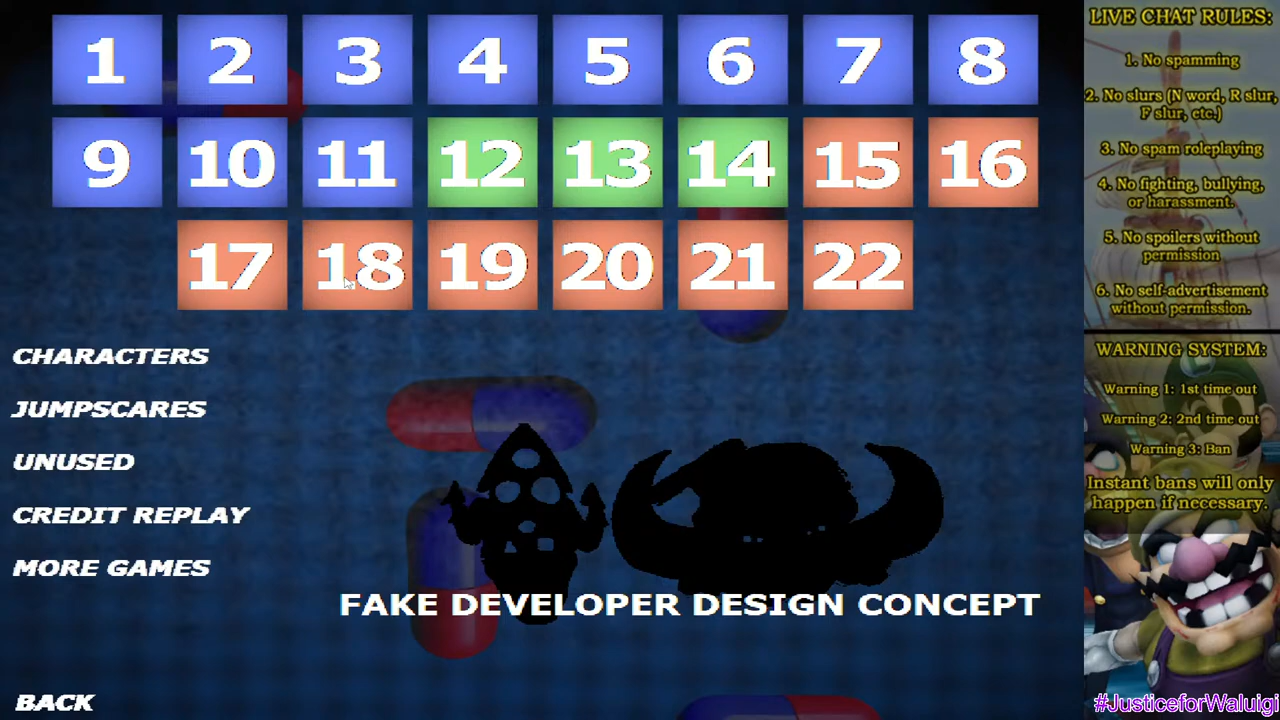 1 2 3 4 5 6 7 8
9 10 11 12 13 14 15 16
17 18 19 20 21 22
CHARACTERS
JUMPSCARES
UNUSED
CREDIT REPLAY
MORE GAMES
FAKE DEVELOPER DESIGN CONCEPT
BACK
LIVE CHAT RULES:
1. No spamming
2. No slurs (N word, R slur,
F slur, etc.)
3. No spam roleplaying
4. No fighting, bullying,
or harassment.
5. No spoilers without
permission
6. No self-advertisement
without permission.
WARNING SYSTEM:
Warning 1: 1st time out
Warning 2: 2nd time out
Warning 3: Ban
Instant bans will only
happen if necessary.
#JusticeforWaluigi